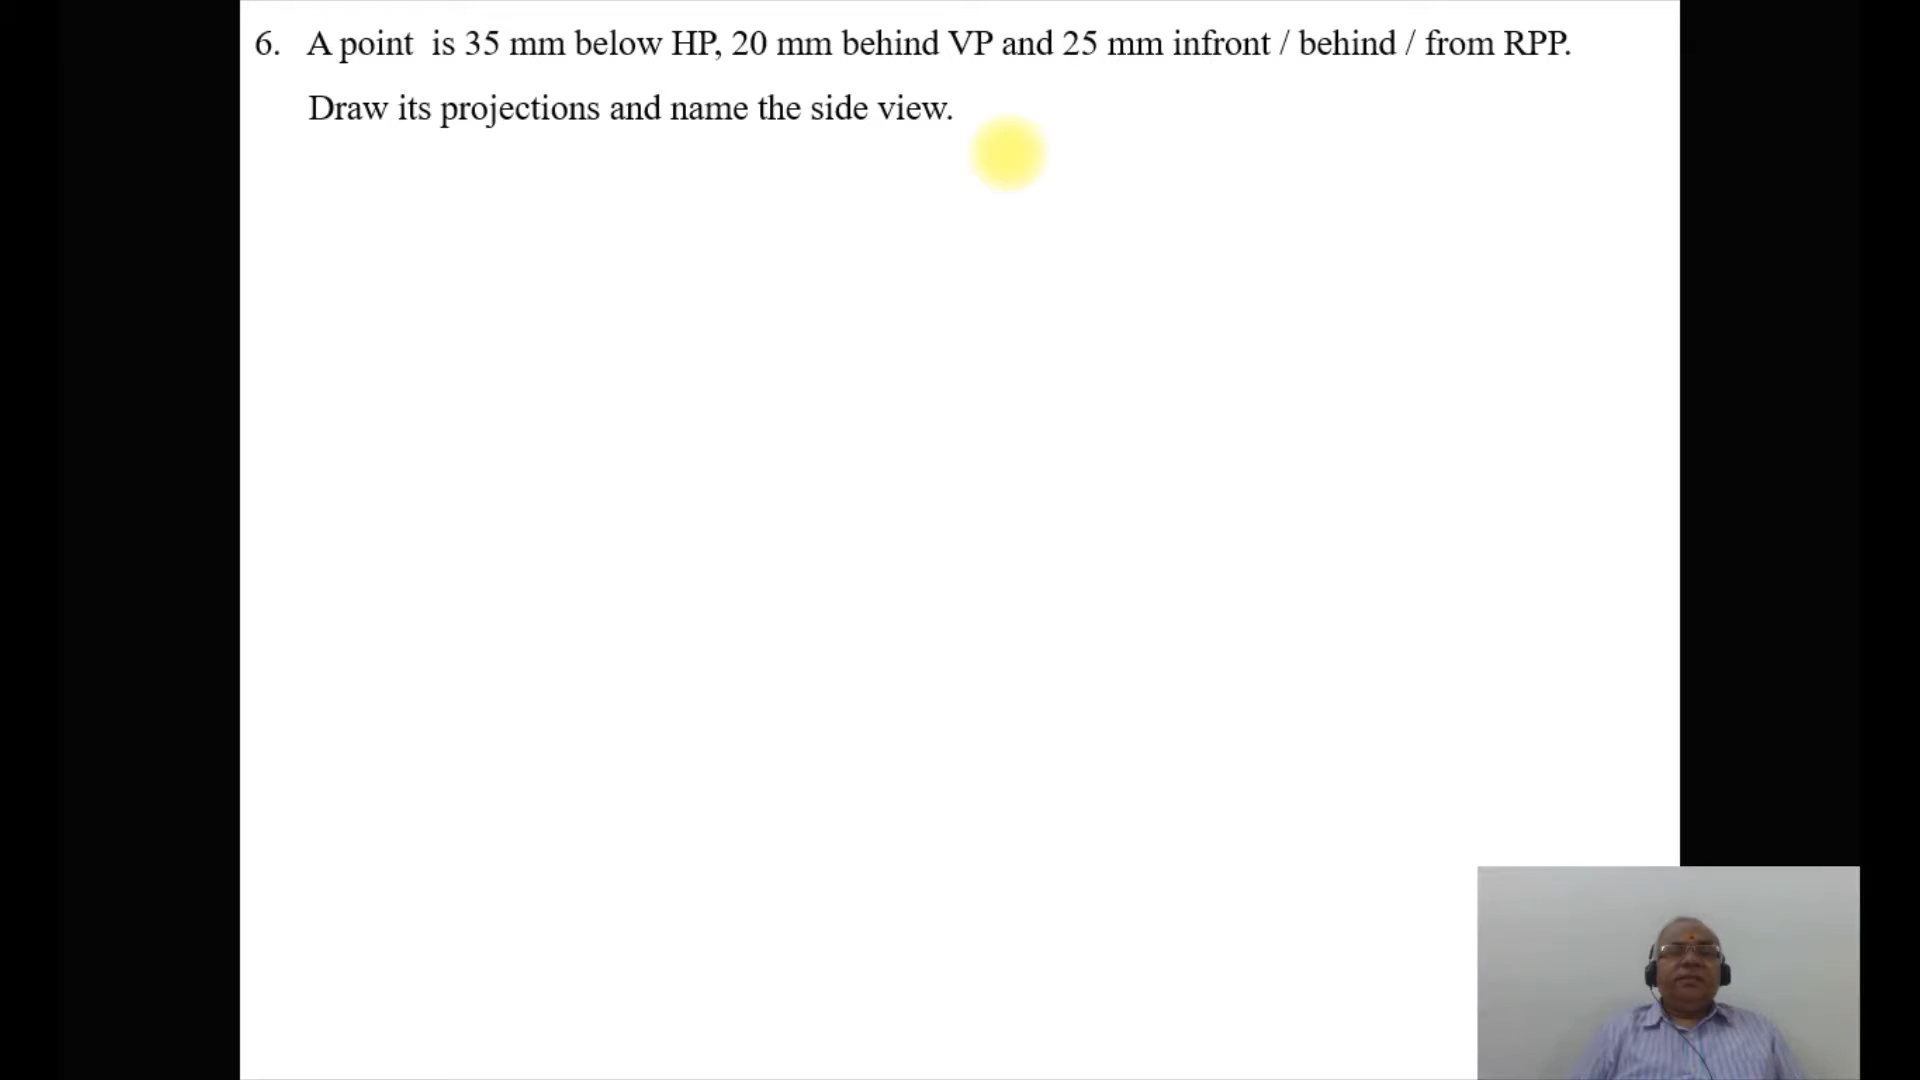 6. A point is 35 mm below HP, 20 mm behind VP and 25 mm infront / behind / from RPP.
Draw its projections and name the side view.